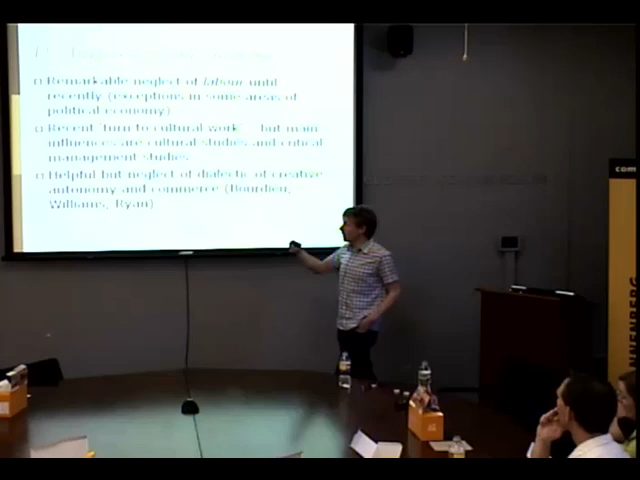 Remarkable neglect of labour until
recently (exceptions in some areas of
political economy)
Recent 'turn to cultural work' but main
influences are cultural studies and critical
management studies
Helpful but neglect of dialectic of creative
autonomy and commerce (Bourdieu,
Williams, Ryan)
com
ANNENBERG